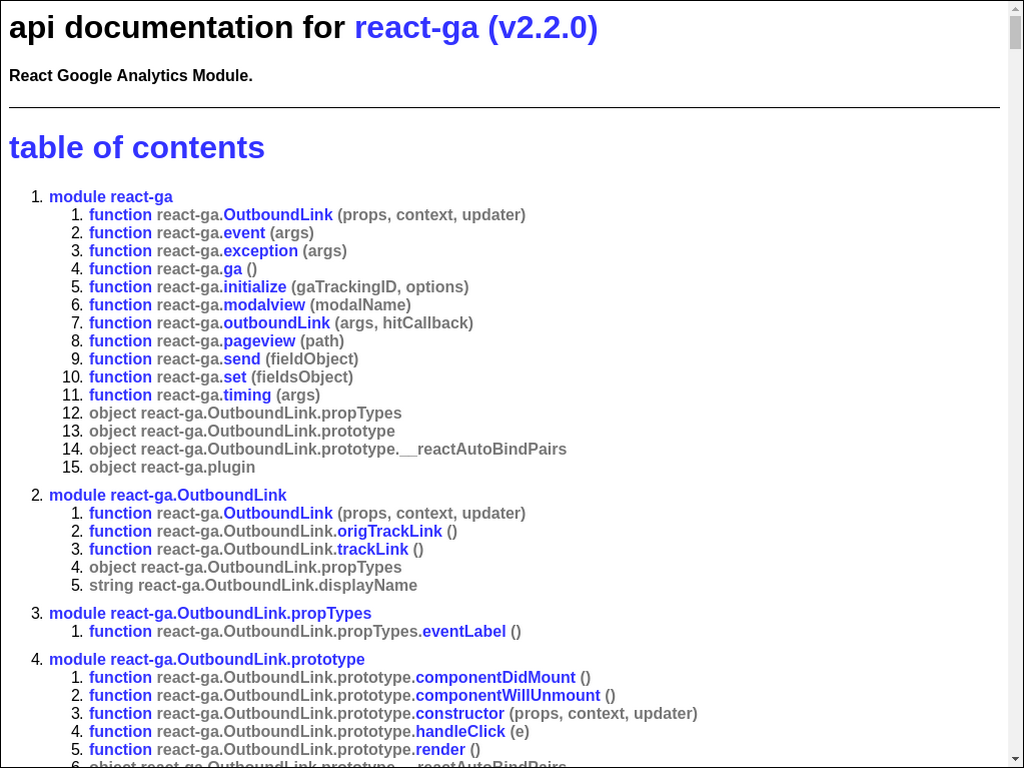 api documentation for react-ga (v2.2.0)
React Google Analytics Module.
table of contents
1. module react-ga
1. function react-ga.OutboundLink (props, context, updater)
2. function react-ga.event (args)
3. function react-ga.exception (args)
4. function react-ga.ga ()
5. function react-ga.initialize (gaTrackingID, options)
6. function react-ga.modalview (modalName)
7. function react-ga.outboundLink (args, hitCallback)
8. function react-ga.pageview (path)
9. function react-ga.send (fieldObject)
10. function react-ga.set (fieldsObject)
11. function react-ga.timing (args)
12. object react-ga.OutboundLink.propTypes
13. object react-ga.OutboundLink.prototype
14. object react-ga.OutboundLink.prototype.__reactAutoBindPairs
15. object react-ga.plugin
2. module react-ga.OutboundLink
1. function react-ga.OutboundLink (props, context, updater)
2. function react-ga.OutboundLink.origTrackLink ()
3. function react-ga.OutboundLink.trackLink ()
4. object react-ga.OutboundLink.propTypes
5. string react-ga.OutboundLink.displayName
3. module react-ga.OutboundLink.propTypes
1. function react-ga.OutboundLink.propTypes.eventLabel ()
4. module react-ga.OutboundLink.prototype
1. function react-ga.OutboundLink.prototype.componentDidMount ()
2. function react-ga.OutboundLink.prototype.componentWillUnmount ()
3. function react-ga.OutboundLink.prototype.constructor (props, context, updater)
4. function react-ga.OutboundLink.prototype.handleClick (e)
5. function react-ga.OutboundLink.prototype.render ()
6. object react-ga.OutboundLink.prototype.__reactAutoBindPairs